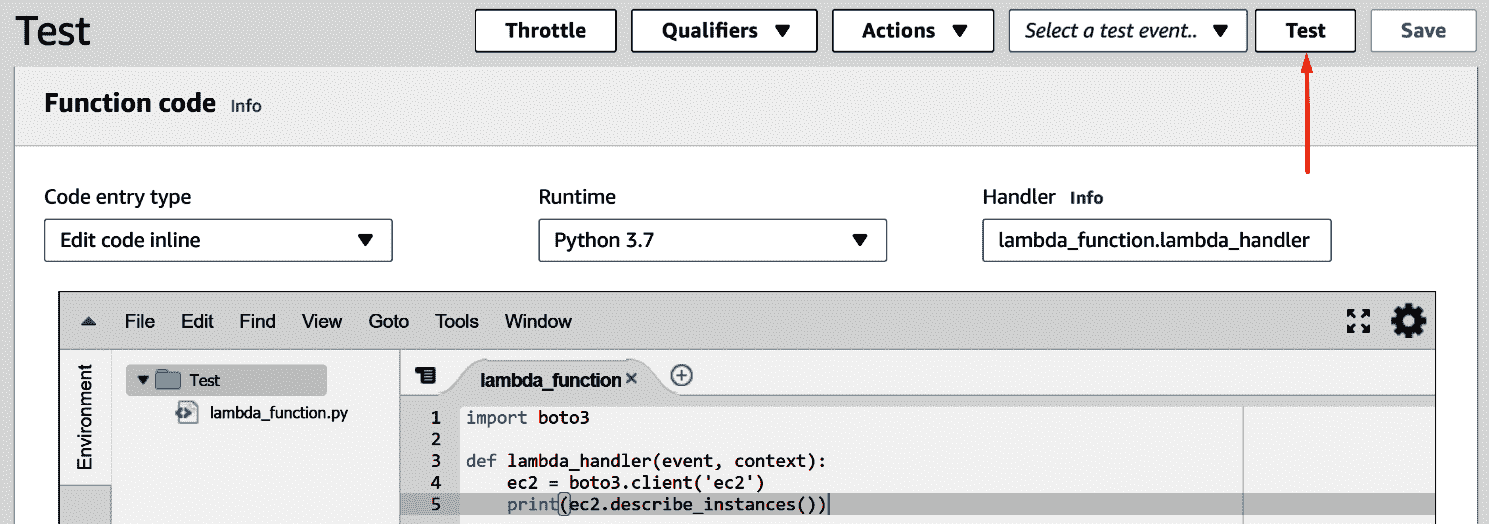 Test
Throttle
Qualifiers
Actions
Select a test event..
Test
Save
Function code Info
Code entry type
Runtime
Handler Info
Edit code inline
Python 3.7
lambda_function.lambda_handler
File Edit Find View Goto Tools Window
Environment
Test
lambda_function.py
lambda_function
1 import boto3
2
3 def lambda_handler(event, context):
4     ec2 = boto3.client('ec2')
5     print(ec2.describe_instances())